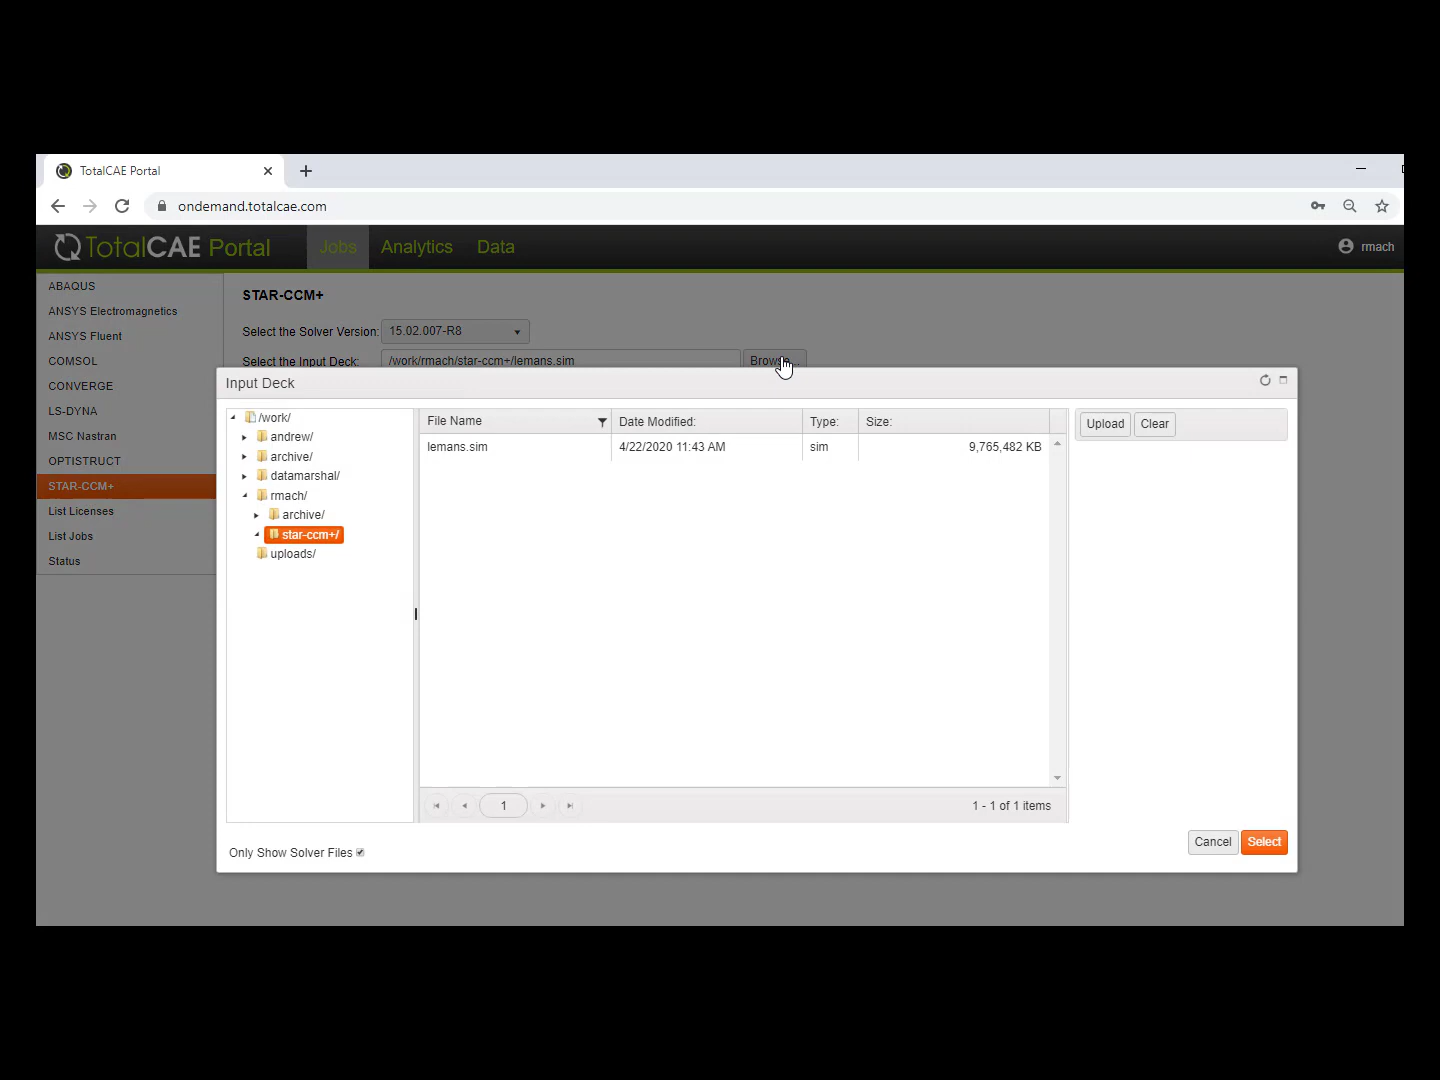 TotalCAE Portal
ondemand.totalcae.com
TotalCAE Portal Jobs Analytics Data rmach
ABAQUS
ANSYS Electromagnetics
ANSYS Fluent
COMSOL
CONVERGE
LS-DYNA
MSC Nastran
OPTISTRUCT
STAR-CCM+
List Licenses
List Jobs
Status
STAR-CCM+
Select the Solver Version: 15.02.007-R8
Select the Input Deck: /work/rmach/star-ccm+/lemans.sim Browse...
Input Deck
/work/
andrew/
archive/
datamarshal/
rmach/
archive/
star-ccm+/
uploads/
File Name Date Modified: Type: Size:
lemans.sim 4/22/2020 11:43 AM sim 9,765,482 KB
1 1 - 1 of 1 items
Upload Clear
Only Show Solver Files
Cancel Select